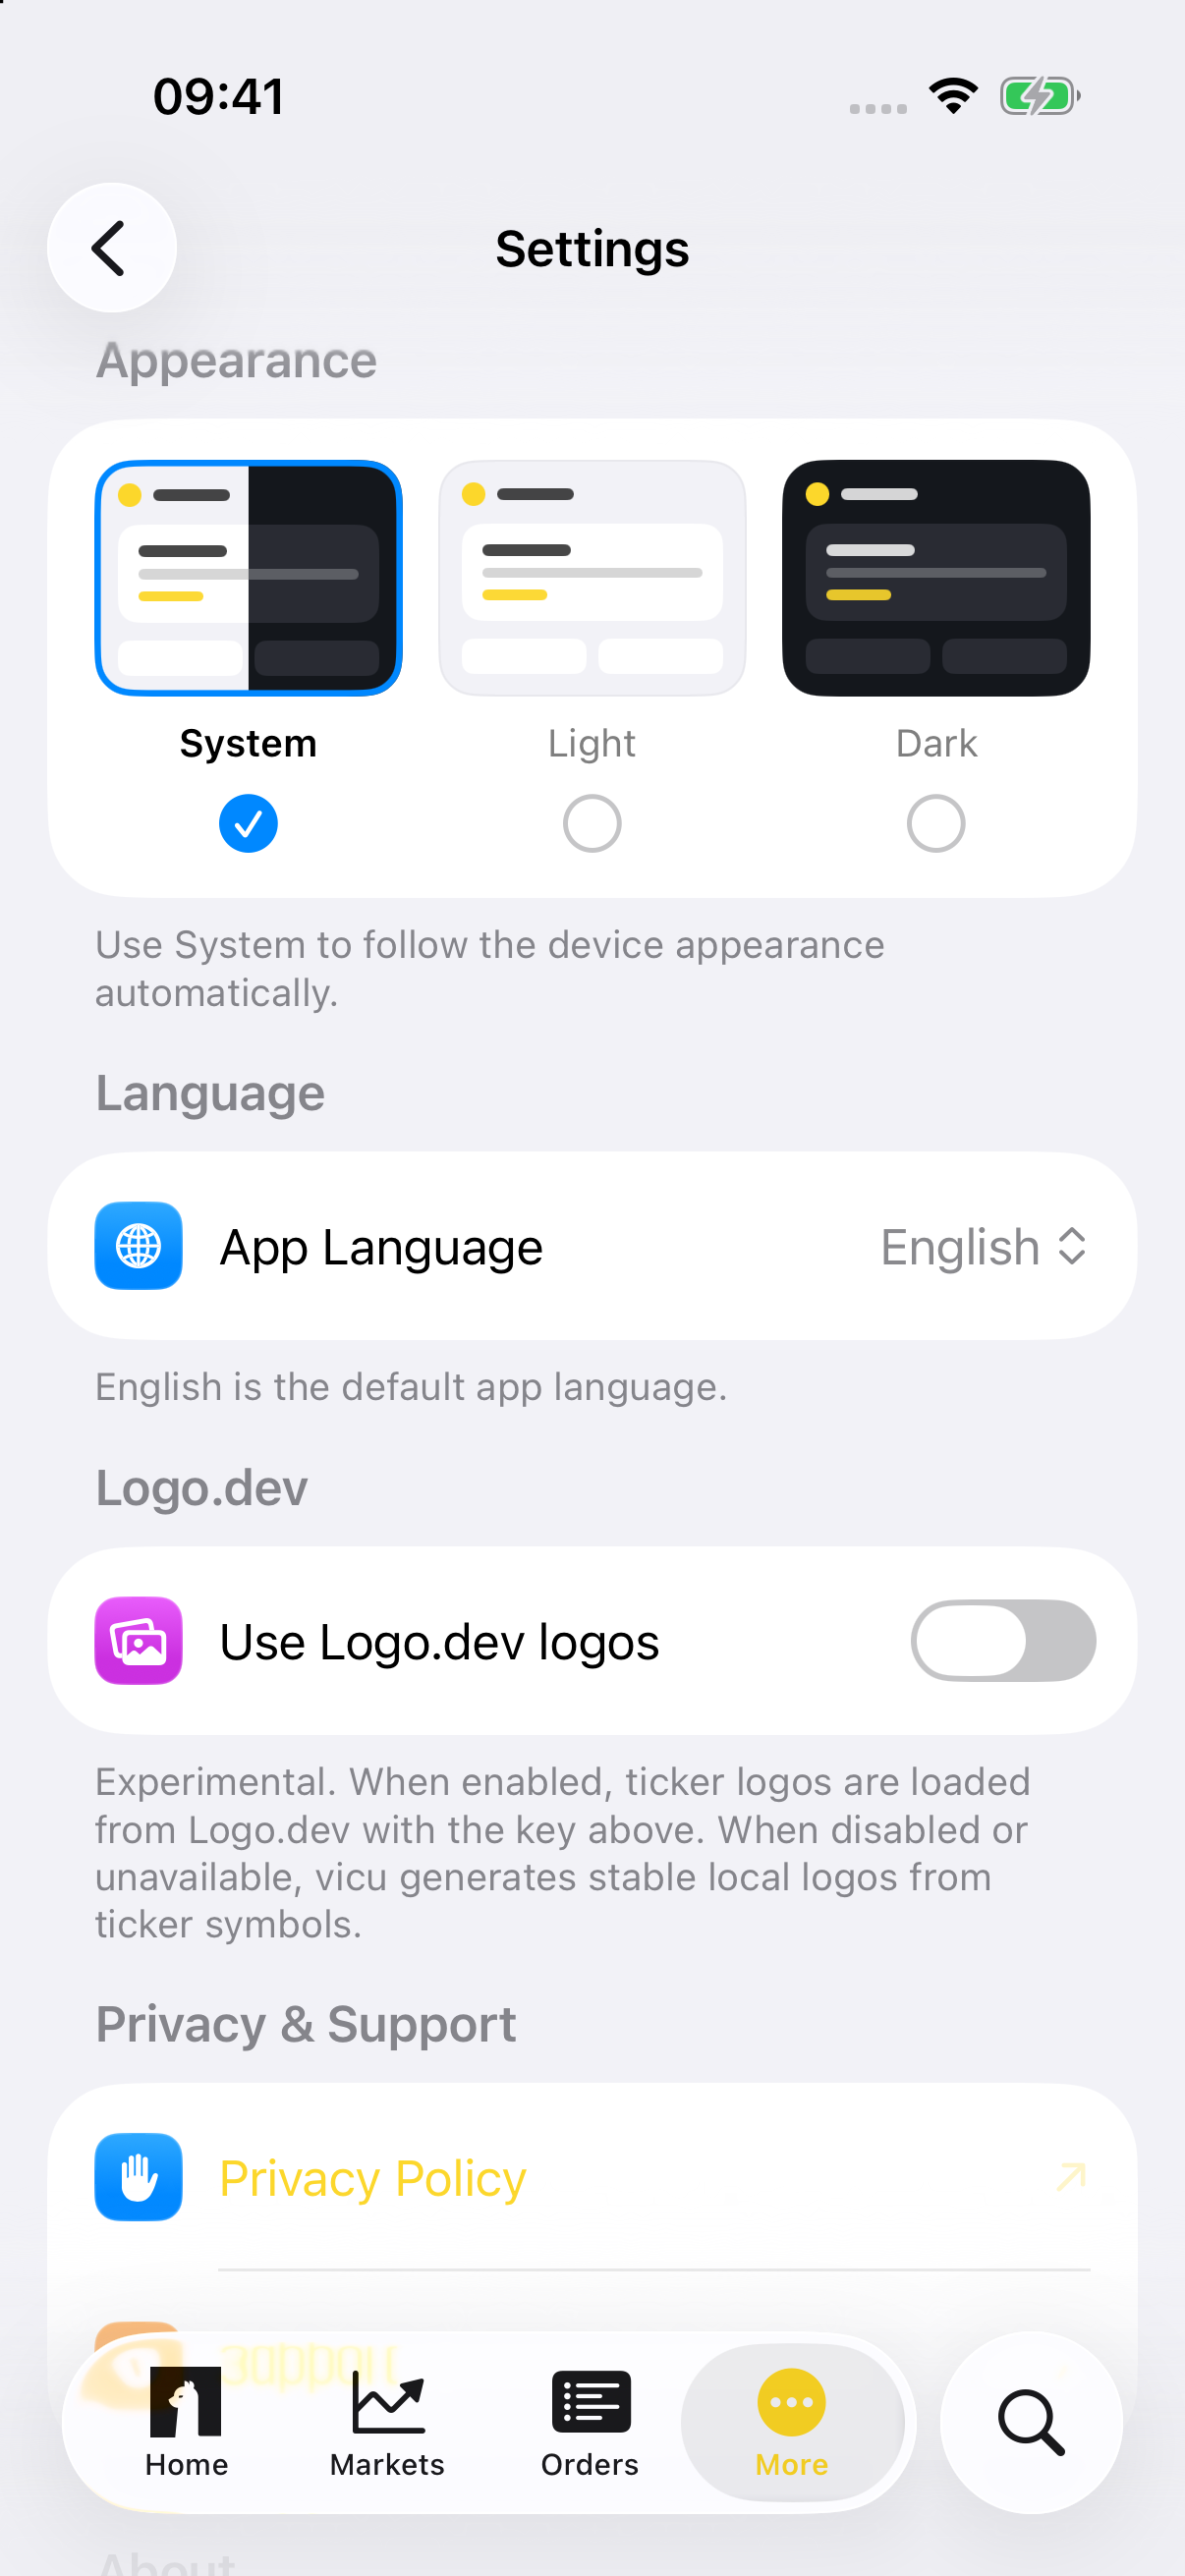 09:41
Settings
Appearance
System
Light
Dark
Use System to follow the device appearance
automatically.
Language
App Language
English
English is the default app language.
Logo.dev
Use Logo.dev logos
Experimental. When enabled, ticker logos are loaded
from Logo.dev with the key above. When disabled or
unavailable, vicu generates stable local logos from
ticker symbols.
Privacy & Support
Privacy Policy
Home
Markets
Orders
More
About